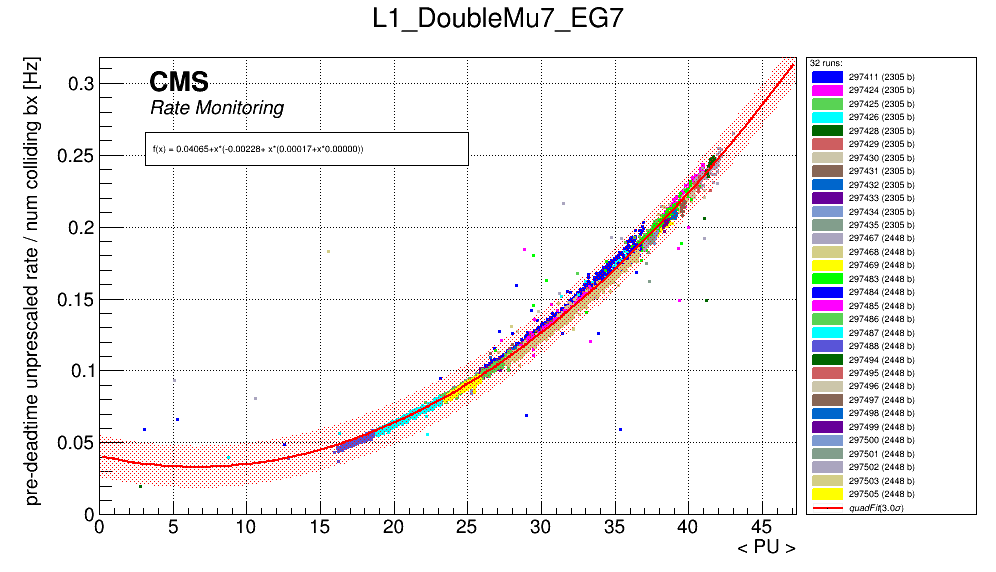 L1_DoubleMu7_EG7
pre-deadtime unprescaled rate / num colliding bx [Hz]
CMS
Rate Monitoring
f(x) = 0.04065+x*(-0.00228+ x*(0.00017+x*0.00000))
0.3
0.25
0.2
0.15
0.1
0.05
0
0 5 10 15 20 25 30 35 40 45
< PU >
32 runs:
297411 (2305 b)
297424 (2305 b)
297425 (2305 b)
297426 (2305 b)
297428 (2305 b)
297429 (2305 b)
297430 (2305 b)
297431 (2305 b)
297432 (2305 b)
297433 (2305 b)
297434 (2305 b)
297435 (2305 b)
297467 (2448 b)
297468 (2448 b)
297469 (2448 b)
297483 (2448 b)
297484 (2448 b)
297485 (2448 b)
297486 (2448 b)
297487 (2448 b)
297488 (2448 b)
297494 (2448 b)
297495 (2448 b)
297496 (2448 b)
297497 (2448 b)
297498 (2448 b)
297499 (2448 b)
297500 (2448 b)
297501 (2448 b)
297502 (2448 b)
297503 (2448 b)
297505 (2448 b)
quadFit(3.0σ)